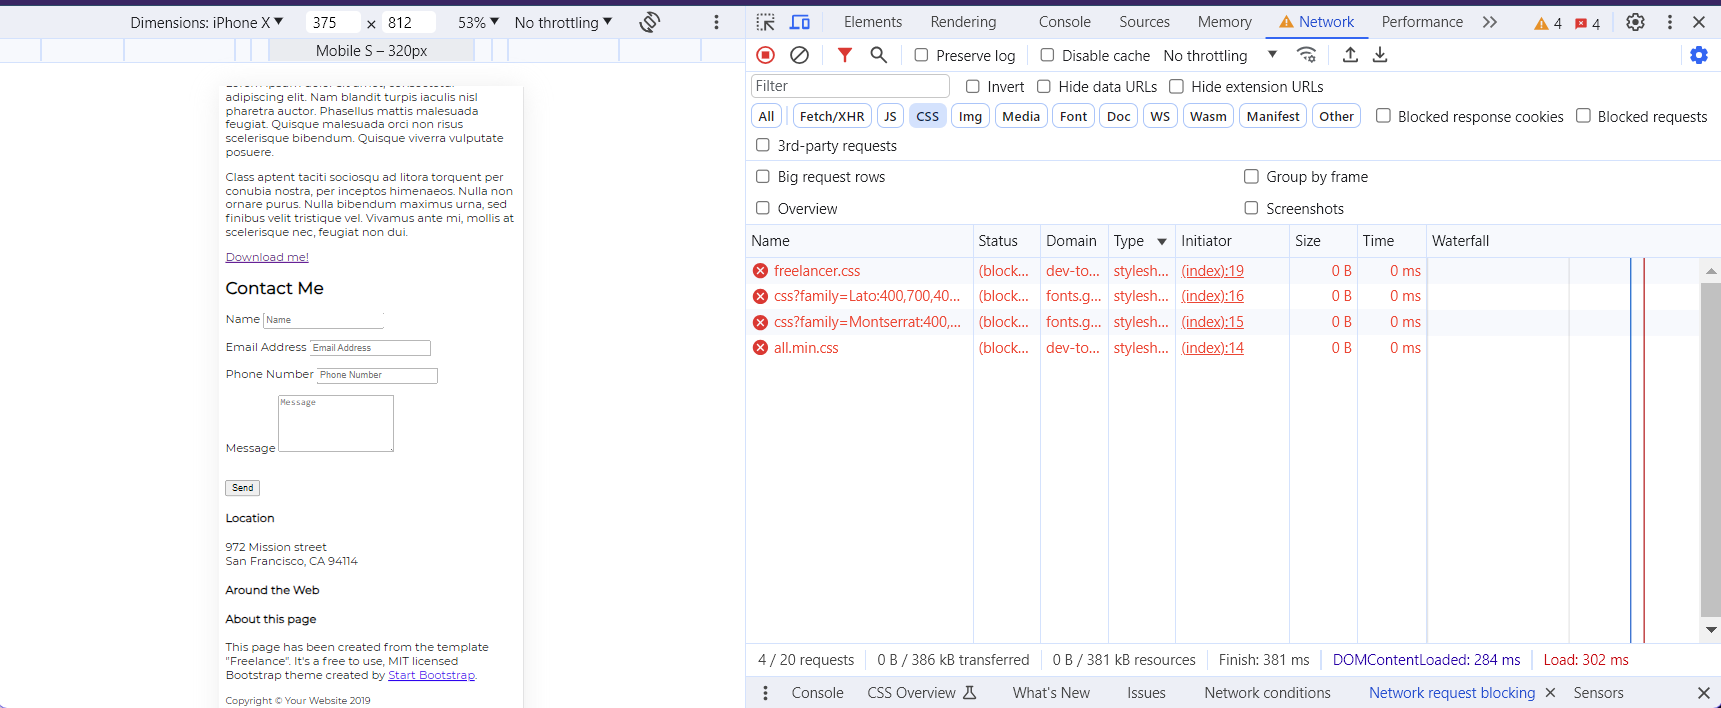 Dimensions: iPhone X ▼ 375 × 812 53% ▼ No throttling ▼
Mobile S – 320px
adipiscing elit. Nam blandit turpis iaculis nisl
pharetra auctor. Phasellus mattis malesuada
feugiat. Quisque malesuada orci non risus
scelerisque bibendum. Quisque viverra vulputate
posuere.
Class aptent taciti sociosqu ad litora torquent per
conubia nostra, per inceptos himenaeos. Nulla non
ornare purus. Nulla bibendum maximus urna, sed
finibus velit tristique vel. Vivamus ante mi, mollis at
scelerisque nec, feugiat non dui.
Download me!
Contact Me
Name Name
Email Address Email Address
Phone Number Phone Number
Message
Message
Send
Location
972 Mission street
San Francisco, CA 94114
Around the Web
About this page
This page has been created from the template
"Freelance". It's a free to use, MIT licensed
Bootstrap theme created by Start Bootstrap.
Copyright © Your Website 2019
Elements Rendering Console Sources Memory Network Performance 4 4
Preserve log Disable cache No throttling ▼
Filter Invert Hide data URLs Hide extension URLs
All Fetch/XHR JS CSS Img Media Font Doc WS Wasm Manifest Other Blocked response cookies Blocked requests
3rd-party requests
Big request rows Group by frame
Overview Screenshots
Name Status Domain Type ▼ Initiator Size Time Waterfall
freelancer.css (block... dev-to... stylesh... (index):19 0 B 0 ms
css?family=Lato:400,700,40... (block... fonts.g... stylesh... (index):16 0 B 0 ms
css?family=Montserrat:400,... (block... fonts.g... stylesh... (index):15 0 B 0 ms
all.min.css (block... dev-to... stylesh... (index):14 0 B 0 ms
4 / 20 requests 0 B / 386 kB transferred 0 B / 381 kB resources Finish: 381 ms DOMContentLoaded: 284 ms Load: 302 ms
Console CSS Overview What's New Issues Network conditions Network request blocking Sensors